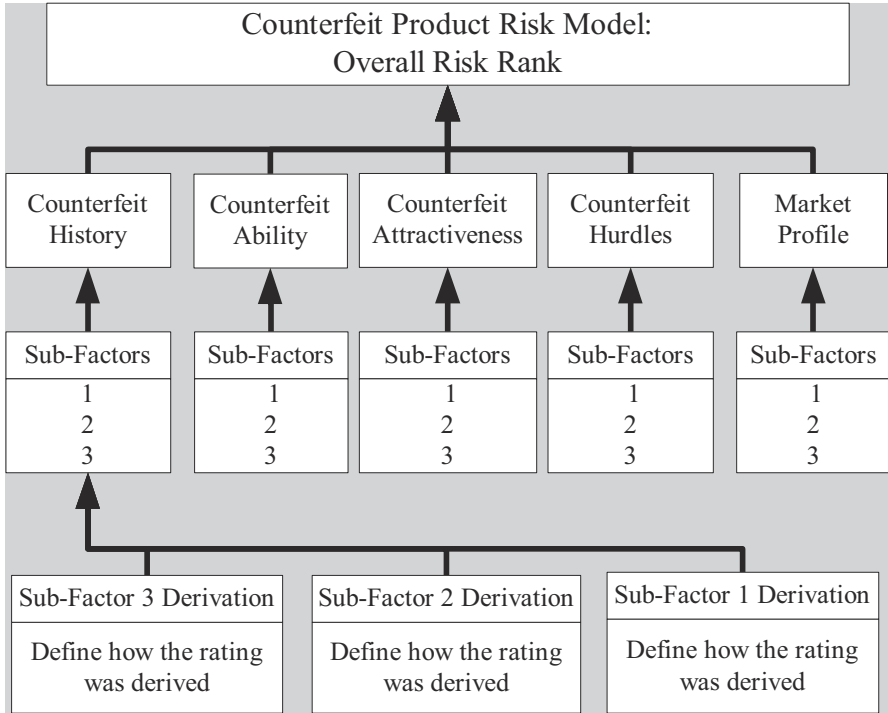 Counterfeit Product Risk Model:
Overall Risk Rank
Counterfeit
History
Counterfeit
Ability
Counterfeit
Attractiveness
Counterfeit
Hurdles
Market
Profile
Sub-Factors
1
2
3
Sub-Factors
1
2
3
Sub-Factors
1
2
3
Sub-Factors
1
2
3
Sub-Factors
1
2
3
Sub-Factor 3 Derivation
Define how the rating
was derived
Sub-Factor 2 Derivation
Define how the rating
was derived
Sub-Factor 1 Derivation
Define how the rating
was derived